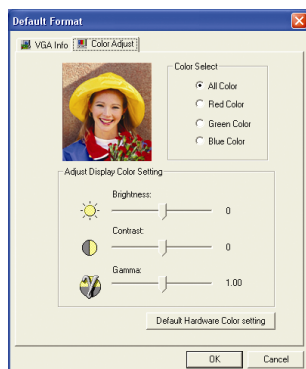 Default Format
VGA Info
Color Adjust
Color Select
All Color
Red Color
Green Color
Blue Color
Adjust Display Color Setting
Brightness:
0
Contrast:
0
Gamma:
1.00
Default Hardware Color setting
OK
Cancel